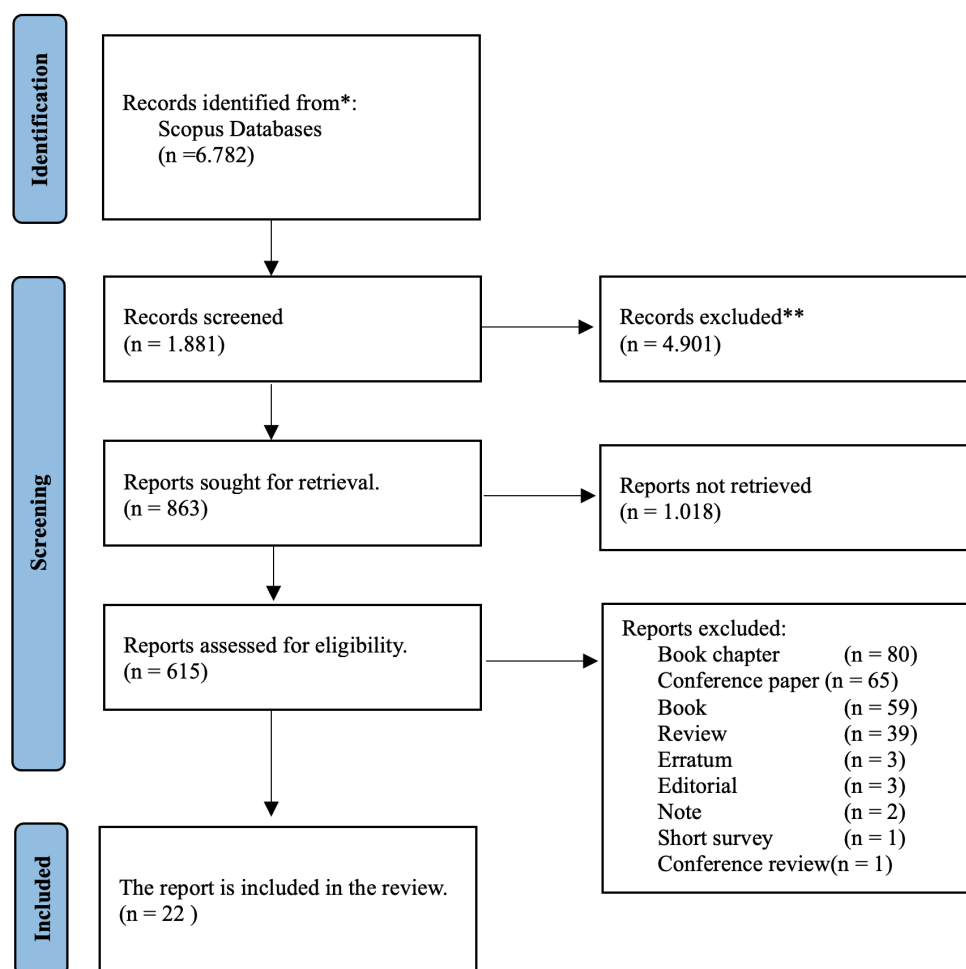 Identification
Records identified from*:
Scopus Databases
(n =6.782)
Screening
Records screened
(n = 1.881)
Records excluded**
(n = 4.901)
Reports sought for retrieval.
(n = 863)
Reports not retrieved
(n = 1.018)
Reports assessed for eligibility.
(n = 615)
Reports excluded:
Book chapter (n = 80)
Conference paper (n = 65)
Book (n = 59)
Review (n = 39)
Erratum (n = 3)
Editorial (n = 3)
Note (n = 2)
Short survey (n = 1)
Conference review(n = 1)
Included
The report is included in the review.
(n = 22 )